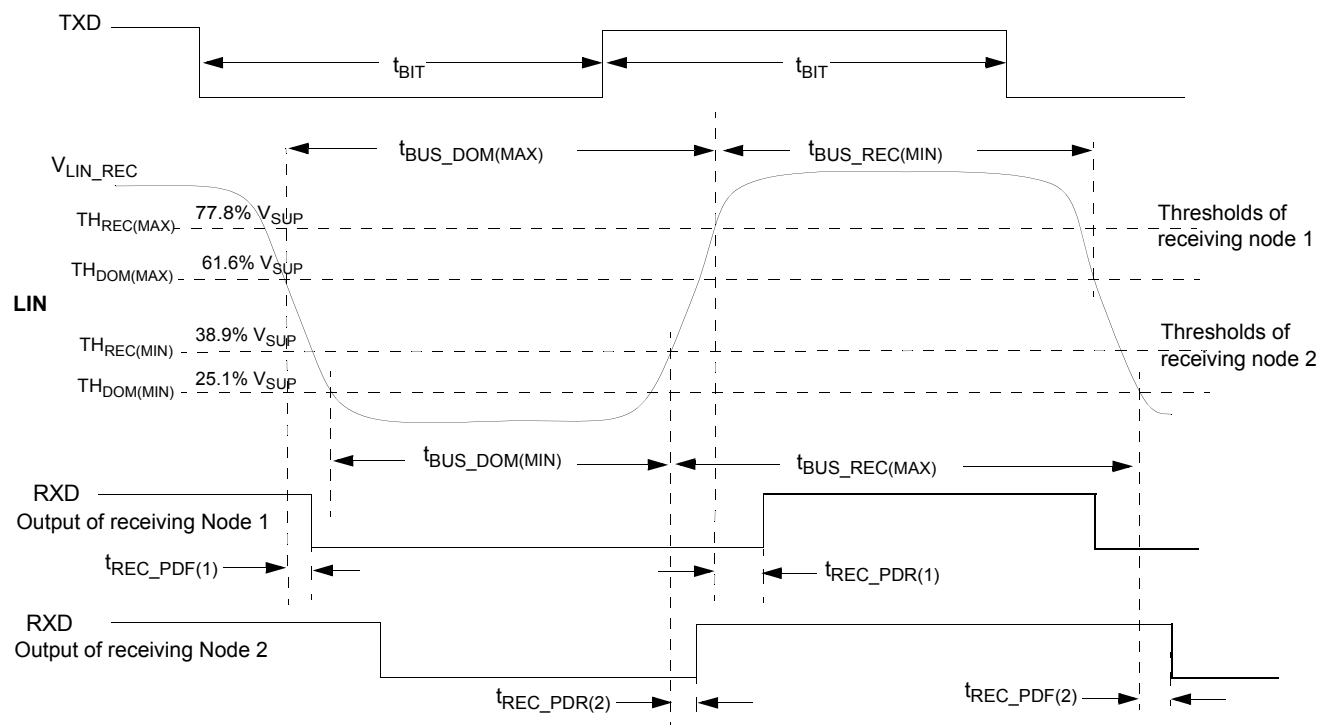 TXD
tBIT
tBIT
tBUS_DOM(MAX)
tBUS_REC(MIN)
VLIN_REC
THREC(MAX) 77.8% VSUP
Thresholds of
receiving node 1
THDOM(MAX) 61.6% VSUP
LIN
THREC(MIN) 38.9% VSUP
Thresholds of
receiving node 2
THDOM(MIN) 25.1% VSUP
tBUS_DOM(MIN)
tBUS_REC(MAX)
RXD
Output of receiving Node 1
tREC_PDF(1)
tREC_PDR(1)
RXD
Output of receiving Node 2
tREC_PDR(2)
tREC_PDF(2)